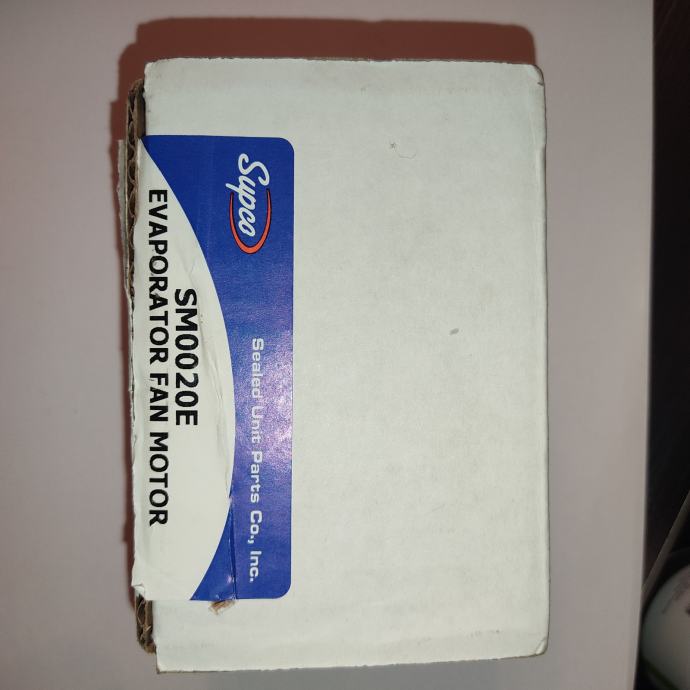 Supco
Sealed Unit Parts Co., Inc.
SM0020E
EVAPORATOR FAN MOTOR